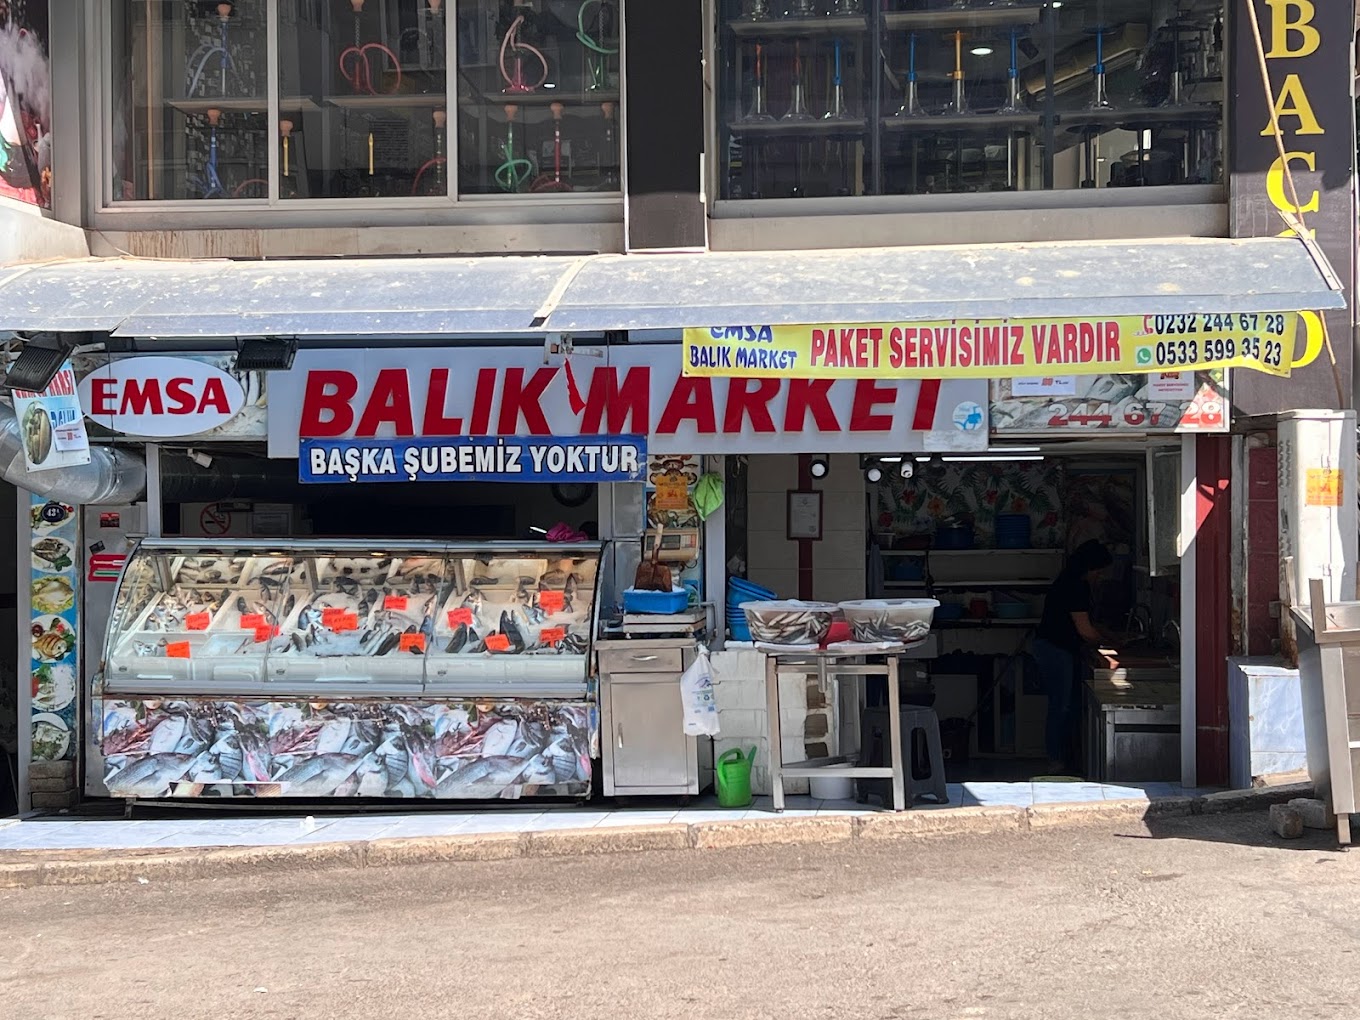 BAC
O
EMSA
BALIK MARKET
PAKET SERVİSİMİZ VARDIR
0232 244 67 28
0533 599 35 23
EMSA
BALIK MARKET
244 67 28
BAŞKA ŞUBEMİZ YOKTUR